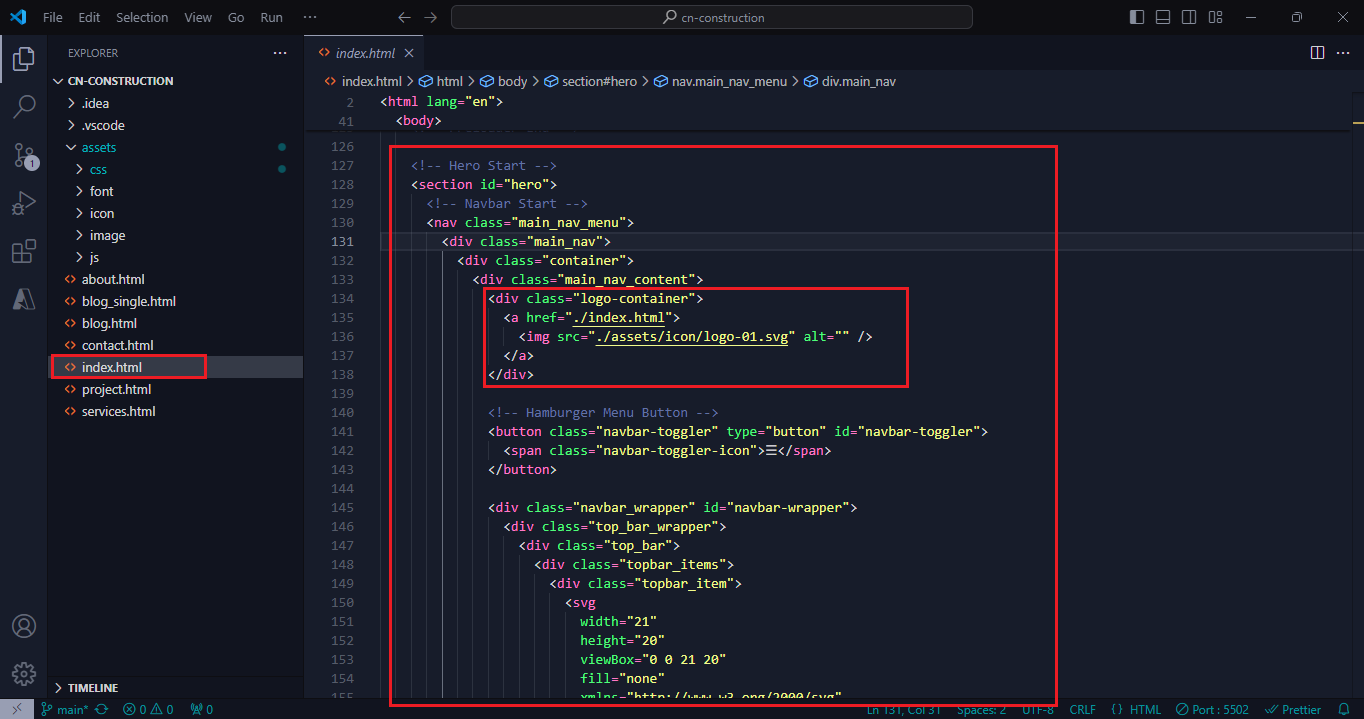 File Edit Selection View Go Run ··· cn-construction
EXPLORER ···
CN-CONSTRUCTION
.idea
.vscode
assets
css
font
icon
image
js
about.html
blog_single.html
blog.html
contact.html
index.html
project.html
services.html
TIMELINE
1
index.html
index.html > html > body > section#hero > nav.main_nav_menu > div.main_nav
2 <html lang="en">
41 <body>
126
127 <!-- Hero Start -->
128 <section id="hero">
129 <!-- Navbar Start -->
130 <nav class="main_nav_menu">
131 <div class="main_nav">
132 <div class="container">
133 <div class="main_nav_content">
134 <div class="logo-container">
135 <a href="./index.html">
136 <img src="./assets/icon/logo-01.svg" alt="" />
137 </a>
138 </div>
139
140 <!-- Hamburger Menu Button -->
141 <button class="navbar-toggler" type="button" id="navbar-toggler">
142 <span class="navbar-toggler-icon">☰</span>
143 </button>
144
145 <div class="navbar_wrapper" id="navbar-wrapper">
146 <div class="top_bar_wrapper">
147 <div class="top_bar">
148 <div class="topbar_items">
149 <div class="topbar_item">
150 <svg
151 width="21"
152 height="20"
153 viewBox="0 0 21 20"
154 fill="none"
155 xmlns="http://www.w3.org/2000/svg"
main* 0 0 0 Ln 131, Col 31 Spaces: 2 UTF-8 CRLF {} HTML Port : 5502 Prettier